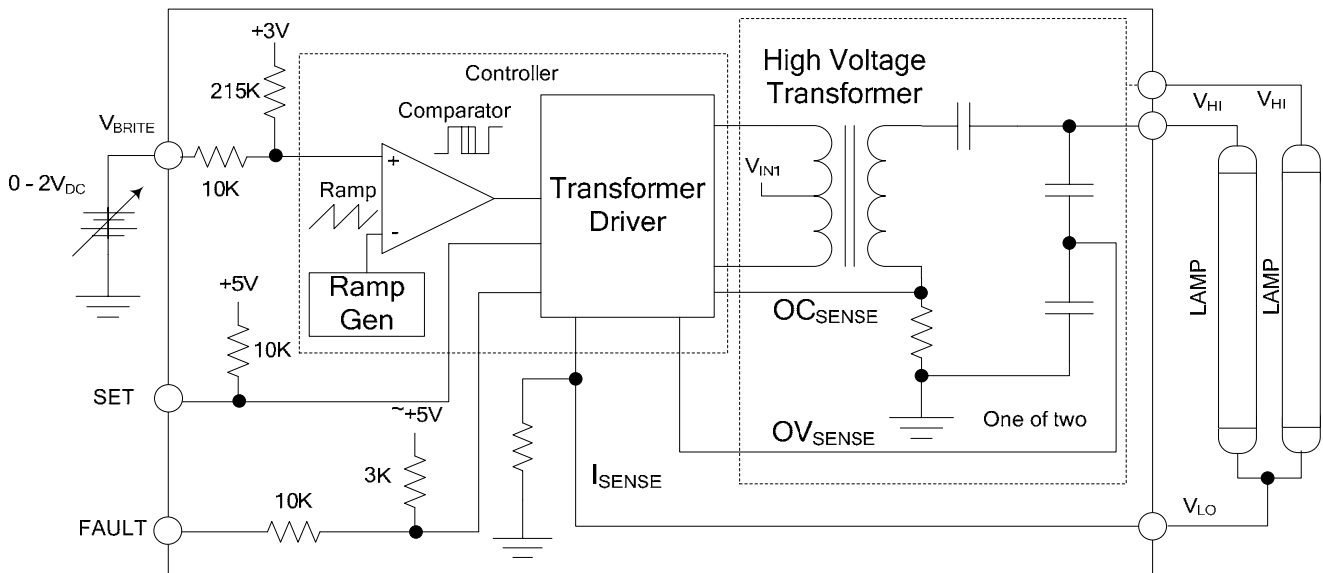 +3V
215K
VBRITE
10K
0 - 2VDC
Controller
Comparator
+
-
Ramp
Ramp
Gen
Transformer
Driver
High Voltage
Transformer
VIN1
VHI
VHI
LAMP
LAMP
+5V
10K
SET
OCSENSE
~+5V
3K
OVSENSE
One of two
ISENSE
10K
FAULT
VLO